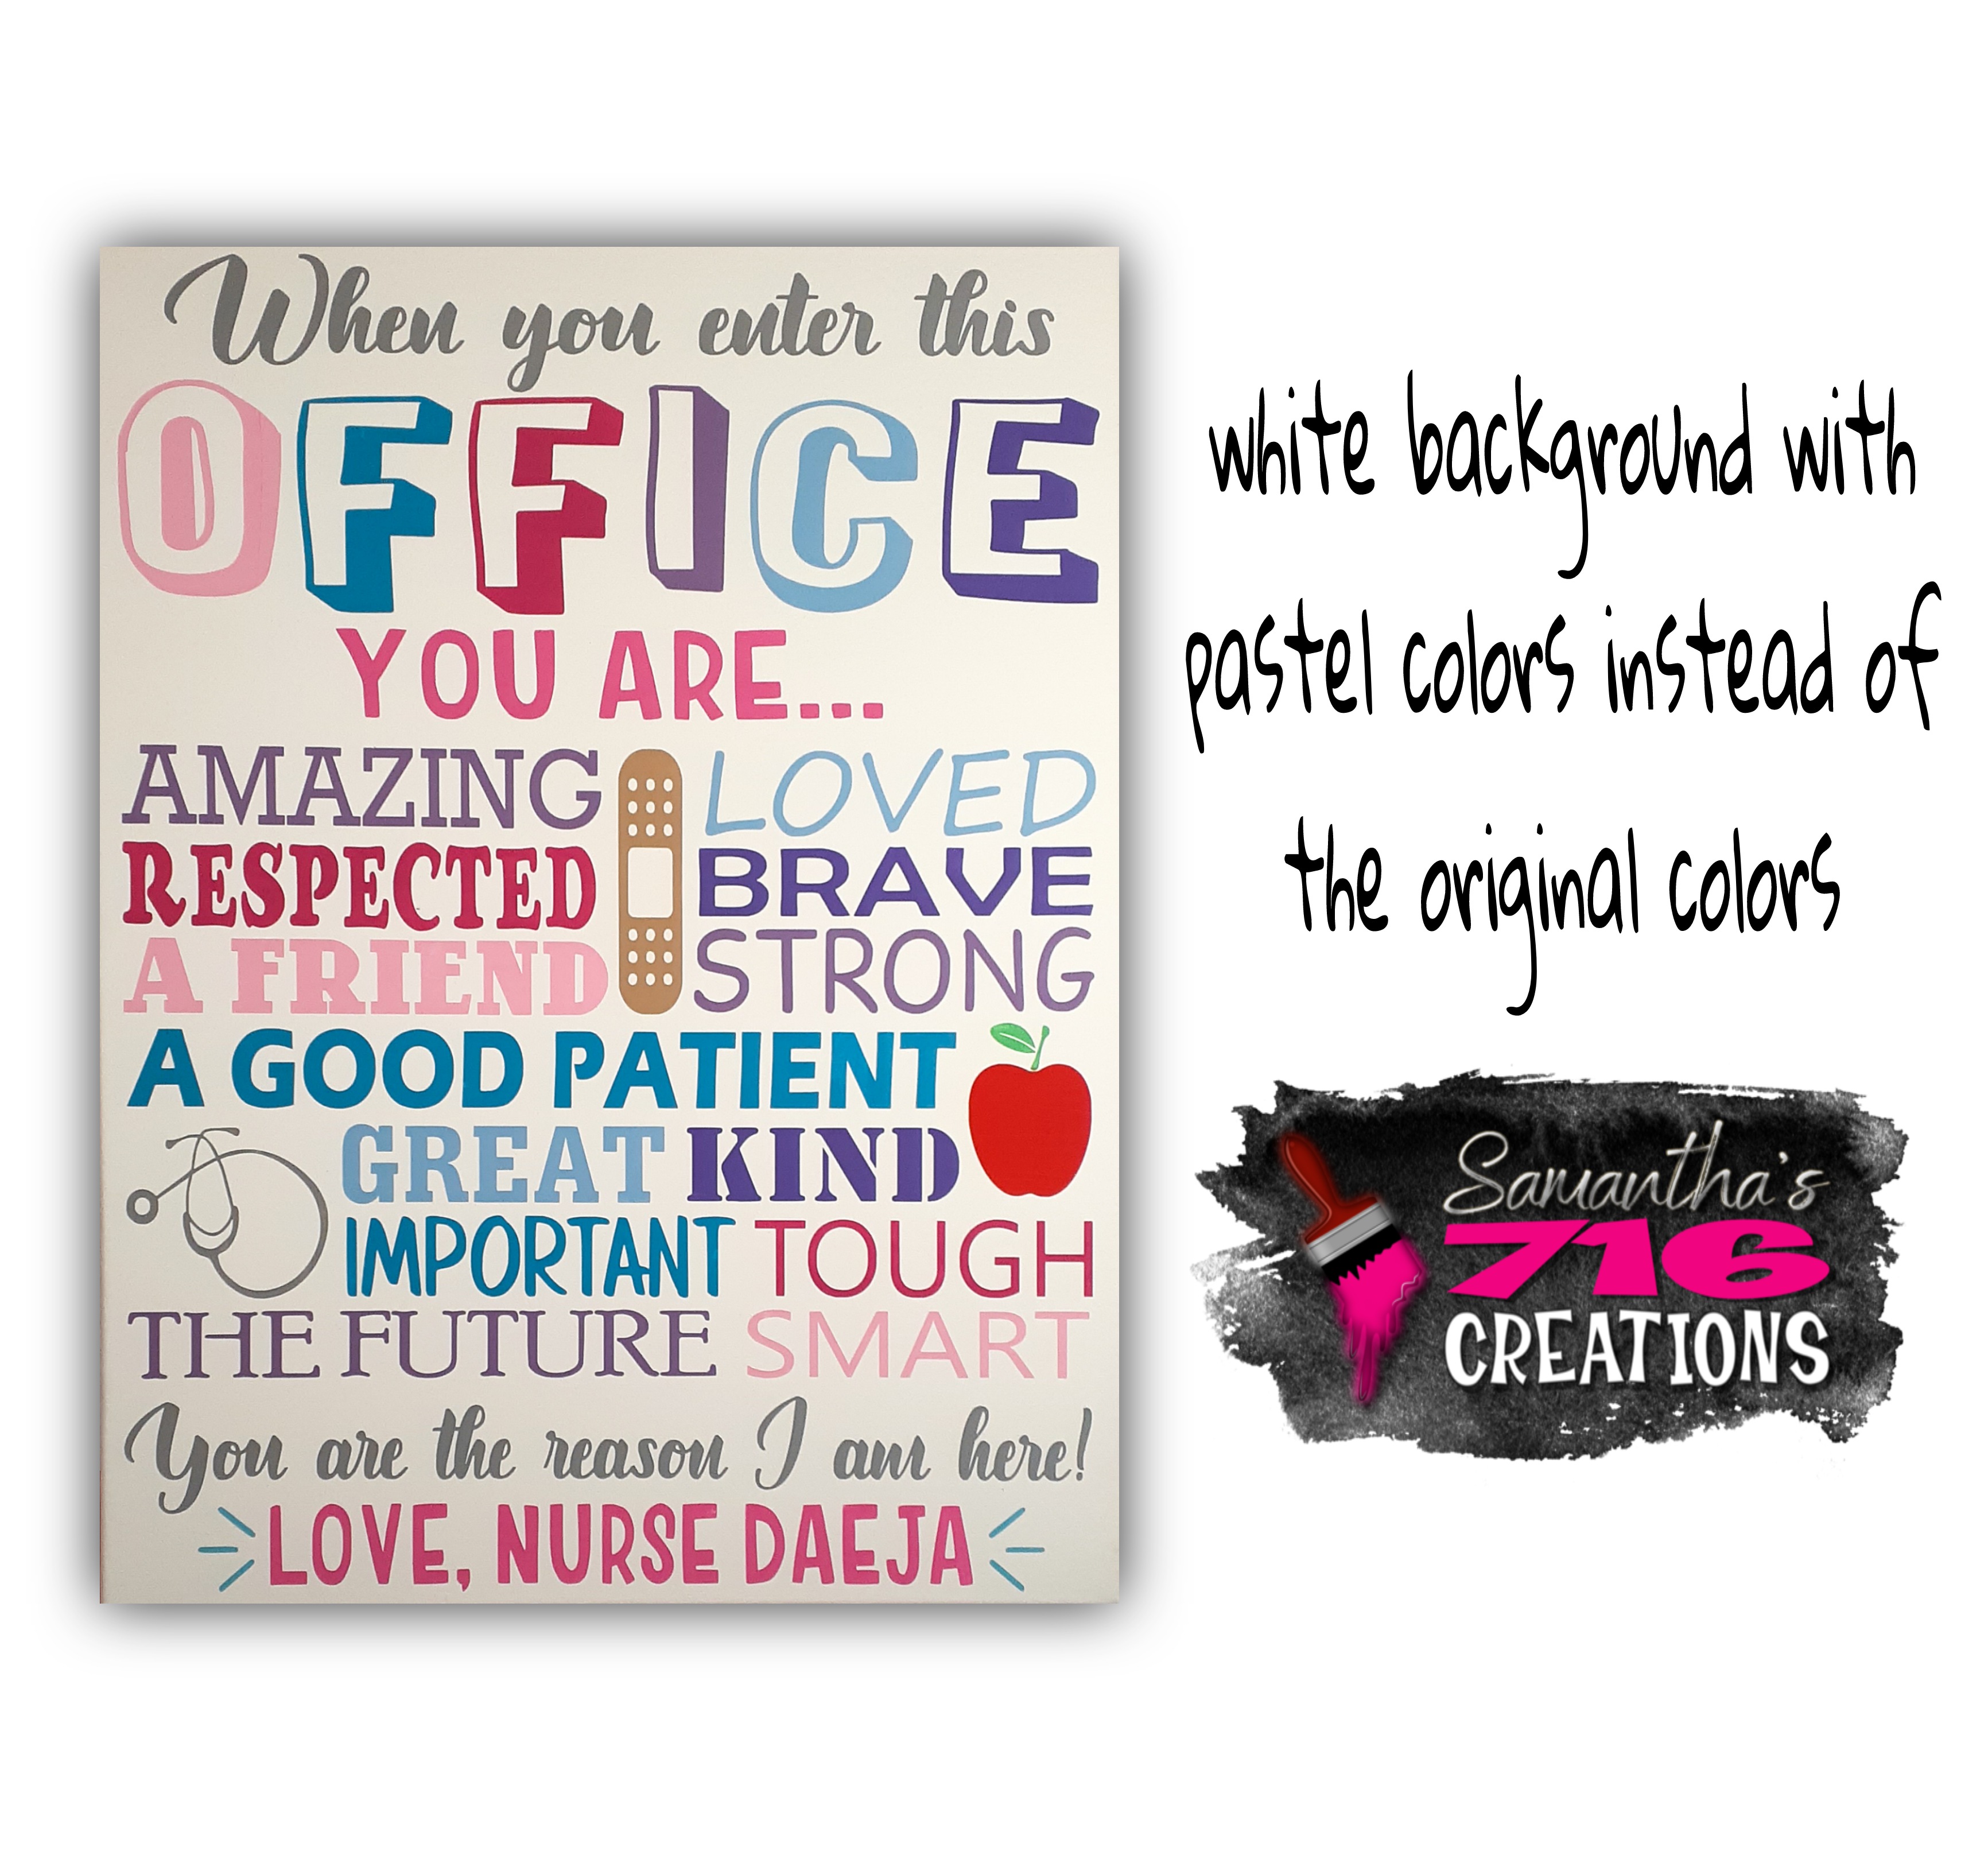 When you enter this
OFFICE
YOU ARE...
AMAZING LOVED
RESPECTED BRAVE
A FRIEND STRONG
A GOOD PATIENT
GREAT KIND
IMPORTANT TOUGH
THE FUTURE SMART
You are the reason I am here!
LOVE, NURSE DAEJA
white background with
pastel colors instead of
the original colors
Samantha's
716
CREATIONS